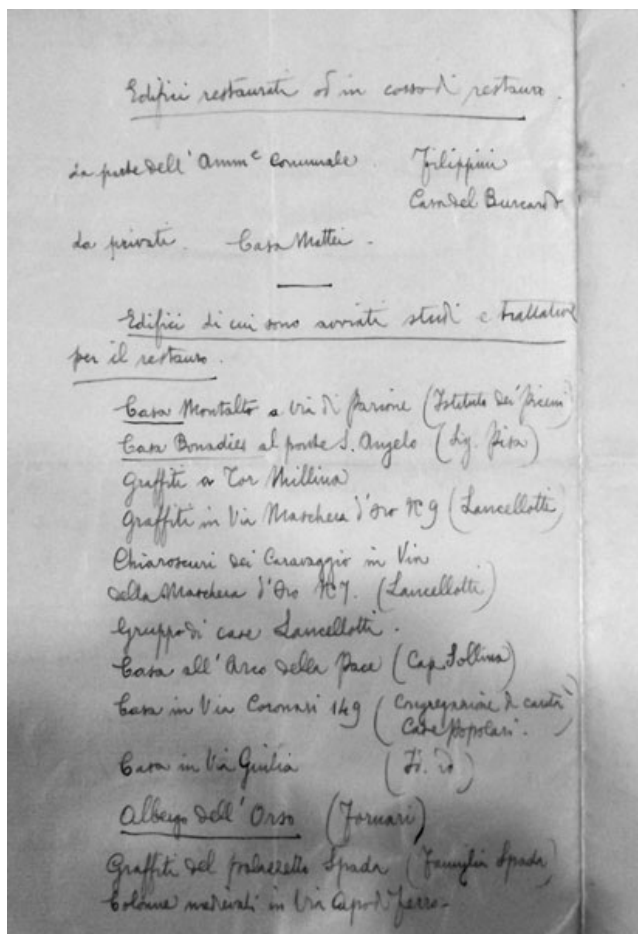 Edifici restaurati od in corso di restauro.
da parte dell'Amm.e Comunale. Filippini
Casa del Burcardo
da privati. Casa Mattei.
Edifici di cui sono avviati studi e trattative
per il restauro.
Casa Montalto a Via di Parione (Istituto dei Piceni)
Casa Bonadies al ponte S. Angelo (Sig. Pisa)
Graffiti a Tor Millina
Graffiti in Via Maschera d'Oro N. 9 (Lancellotti)
Chiaroscuri del Caravaggio in Via
della Maschera d'Oro N. 7. (Lancellotti)
Gruppo di case Lancellotti.
Casa all'Arco della Pace (Cap. Sollima)
Casa in Via Coronari 149 (Congregazione di carità
Case Popolari.)
Casa in Via Giulia (Id. id)
Albergo dell'Orso (Fornari)
Graffiti del palazzetto Spada (Famiglia Spada)
Colonne medievali in Via Capo di Ferro.